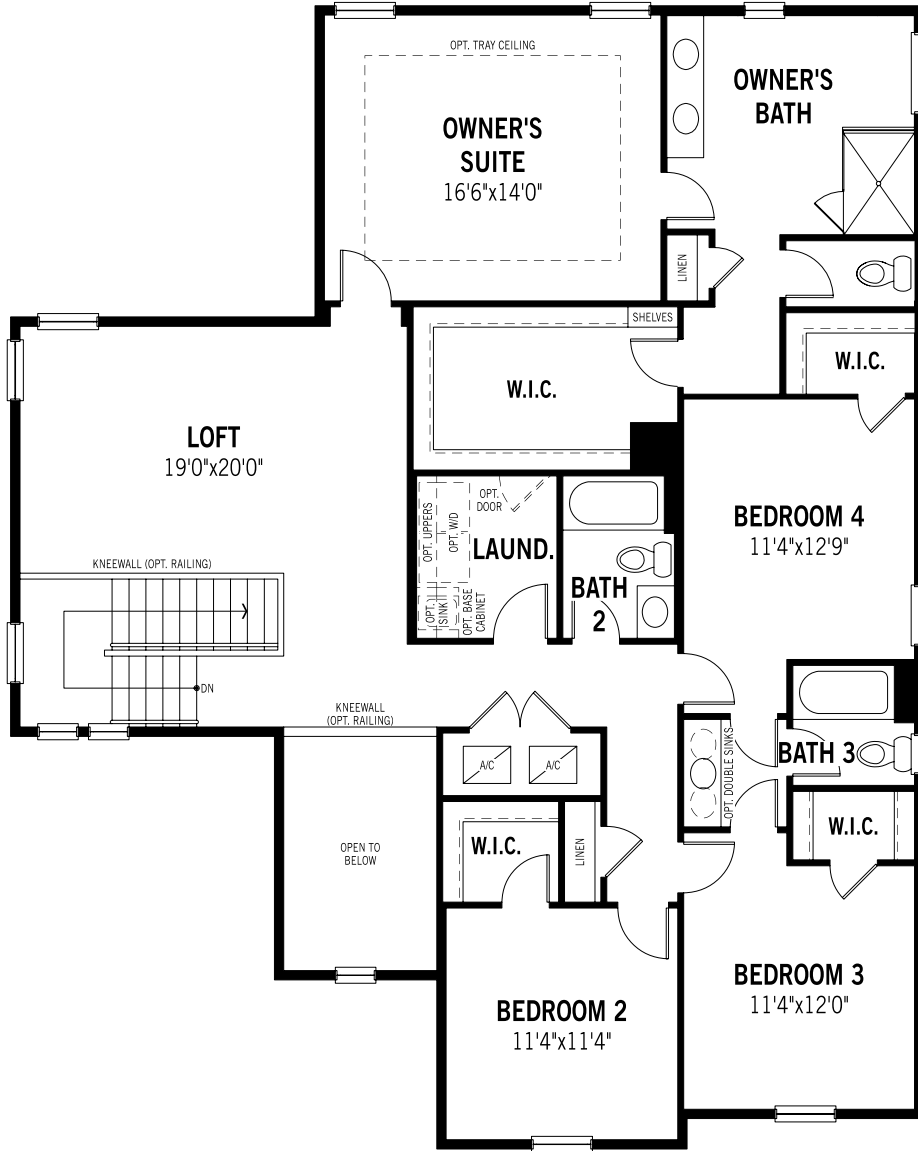 OPT. TRAY CEILING
OWNER'S
SUITE
16'6"x14'0"
OWNER'S
BATH
LINEN
SHELVES
W.I.C.
W.I.C.
LOFT
19'0"x20'0"
OPT. UPPERS
OPT. W/D
OPT.
DOOR
LAUND.
OPT.
SINK
OPT. BASE
CABINET
BATH
2
BEDROOM 4
11'4"x12'9"
KNEEWALL (OPT. RAILING)
DN
KNEEWALL
(OPT. RAILING)
A/C
A/C
OPT. DOUBLE SINKS
BATH 3
W.I.C.
OPEN TO
BELOW
W.I.C.
LINEN
BEDROOM 2
11'4"x11'4"
BEDROOM 3
11'4"x12'0"